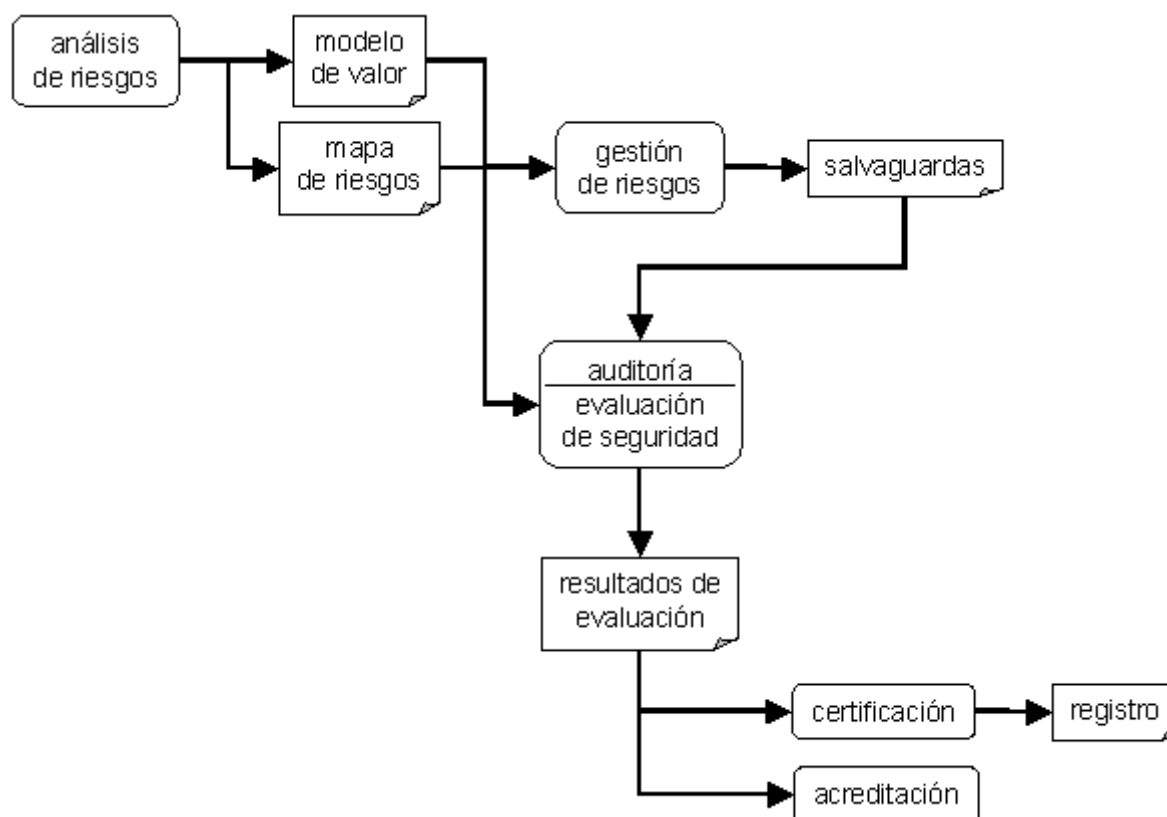 análisis
de riesgos
modelo
de valor
mapa
de riesgos
gestión
de riesgos
salvaguardas
auditoría
evaluación
de seguridad
resultados de
evaluación
certificación
registro
acreditación